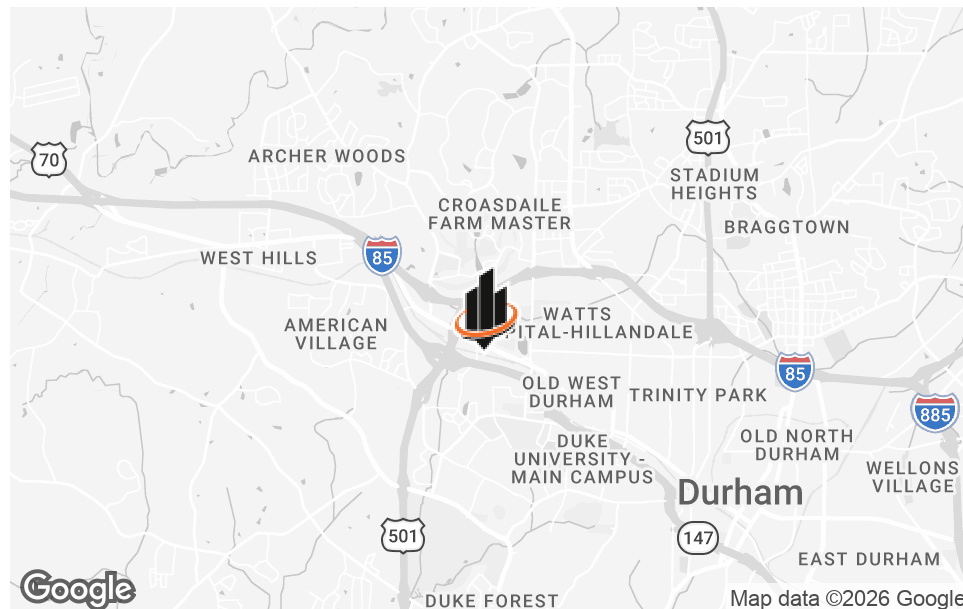 70
ARCHER WOODS
501
STADIUM
HEIGHTS
CROASDAILE
FARM MASTER
BRAGGTOWN
WEST HILLS
85
AMERICAN
VILLAGE
WATTS
PITAL-HILLANDALE
85
OLD WEST
DURHAM
TRINITY PARK
885
DUKE
UNIVERSITY -
MAIN CAMPUS
OLD NORTH
DURHAM
WELLONS
VILLAGE
Durham
501
147
EAST DURHAM
DUKE FOREST
Google
Map data ©2026 Google